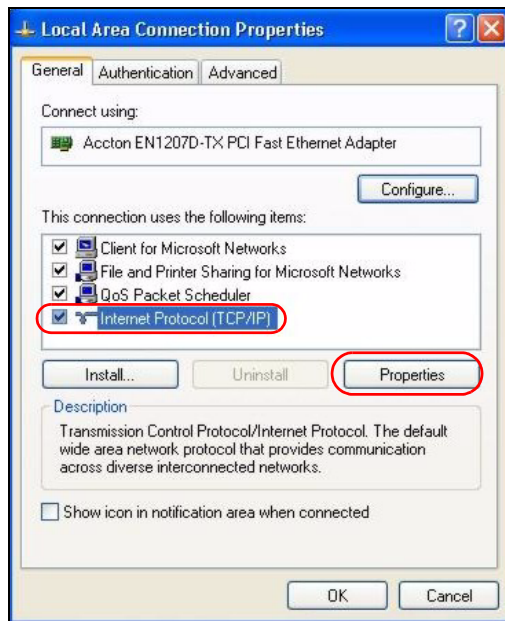 Local Area Connection Properties
General Authentication Advanced
Connect using:
Accton EN1207D-TX PCI Fast Ethernet Adapter
Configure...
This connection uses the following items:
Client for Microsoft Networks
File and Printer Sharing for Microsoft Networks
QoS Packet Scheduler
Internet Protocol (TCP/IP)
Install... Uninstall Properties
Description
Transmission Control Protocol/Internet Protocol. The default
wide area network protocol that provides communication
across diverse interconnected networks.
Show icon in notification area when connected
OK Cancel